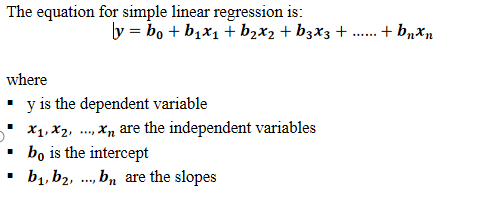 The equation for simple linear regression is:
y = b₀ + b₁x₁ + b₂x₂ + b₃x₃ + ...... + bₙxₙ
where
▪ y is the dependent variable
▪ x₁, x₂, ..., xₙ are the independent variables
▪ b₀ is the intercept
▪ b₁, b₂, ..., bₙ are the slopes